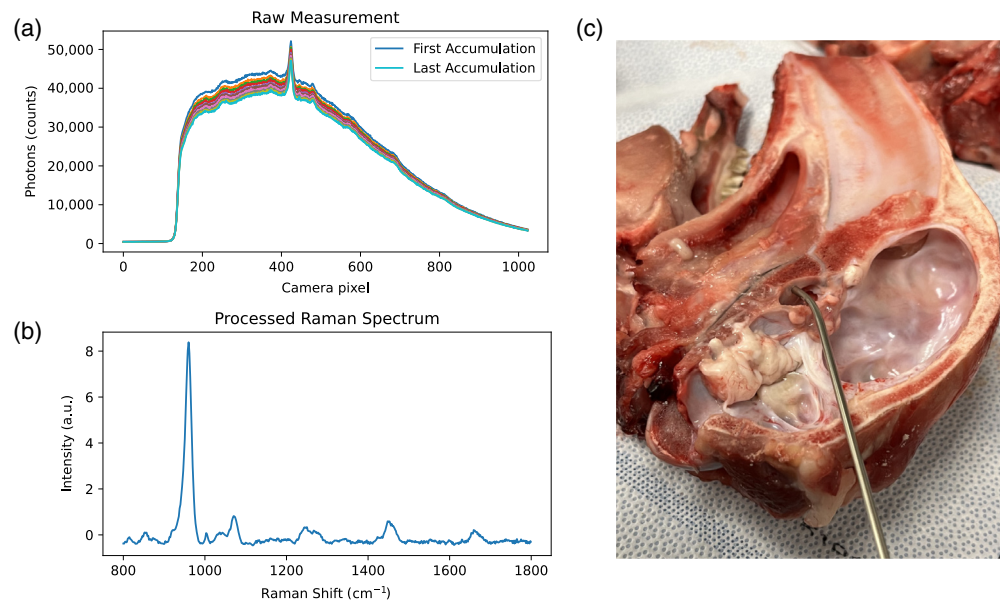 (a)
Raw Measurement
Photons (counts)
50,000
40,000
30,000
20,000
10,000
0
First Accumulation
Last Accumulation
0 200 400 600 800 1000
Camera pixel
(b)
Processed Raman Spectrum
Intensity (a.u.)
8
6
4
2
0
800 1000 1200 1400 1600 1800
Raman Shift (cm⁻¹)
(c)